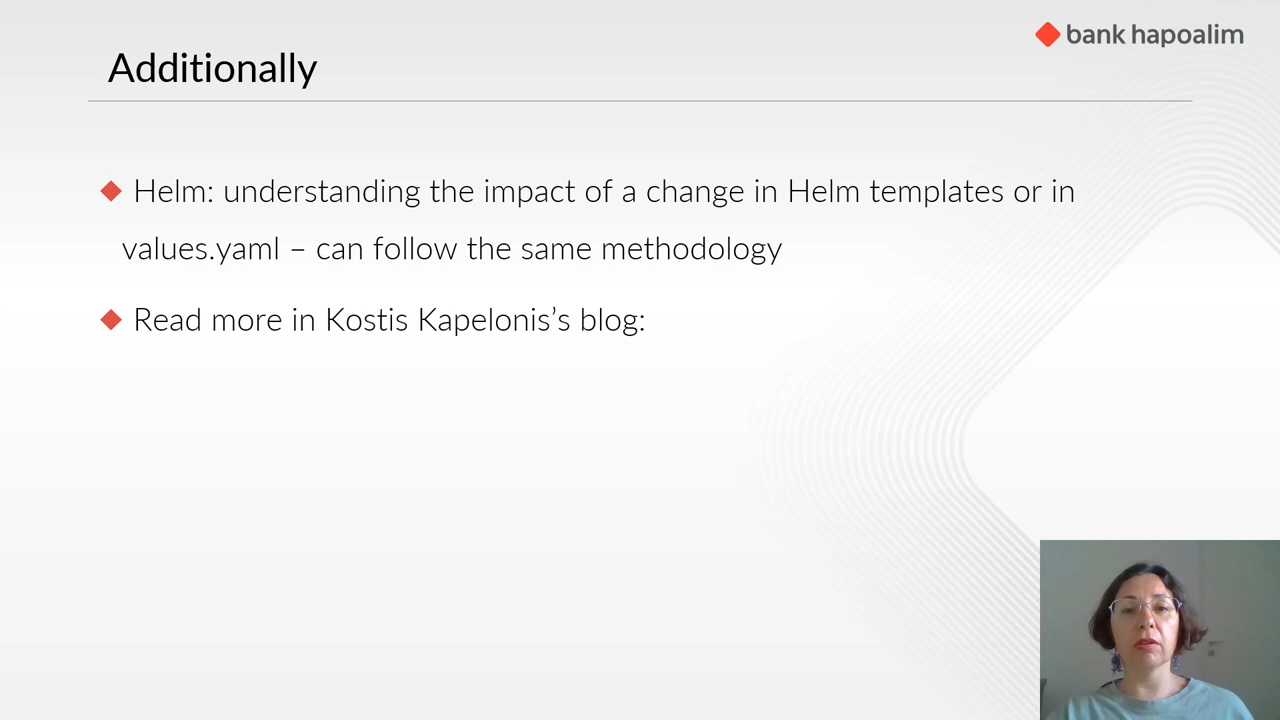 bank hapoalim
Additionally
Helm: understanding the impact of a change in Helm templates or in
values.yaml – can follow the same methodology
Read more in Kostis Kapelonis’s blog: